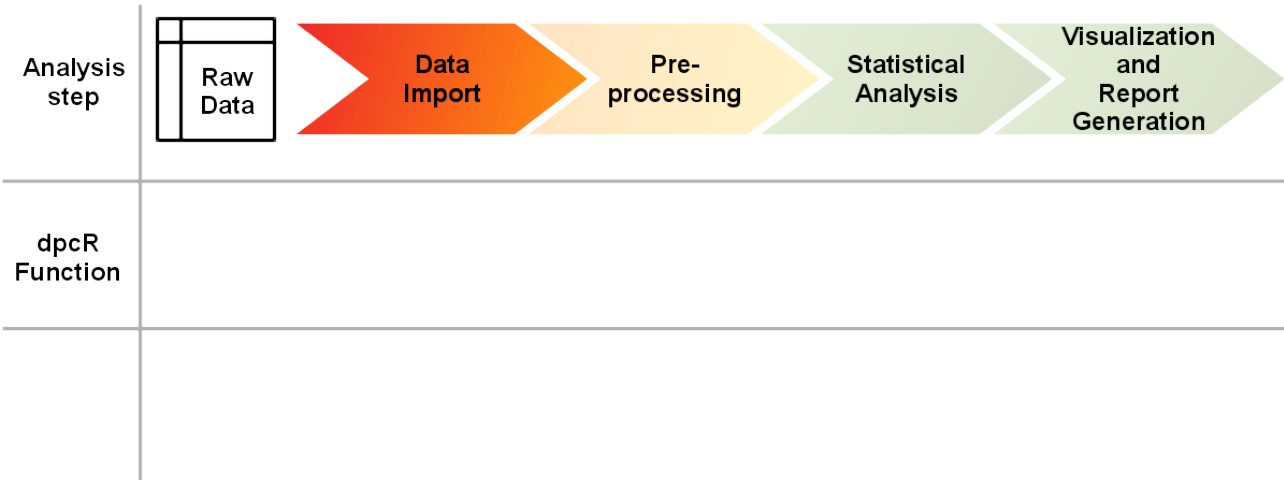 Analysis
step
Raw
Data
Data
Import
Pre-
processing
Statistical
Analysis
Visualization
and
Report
Generation
dpcR
Function